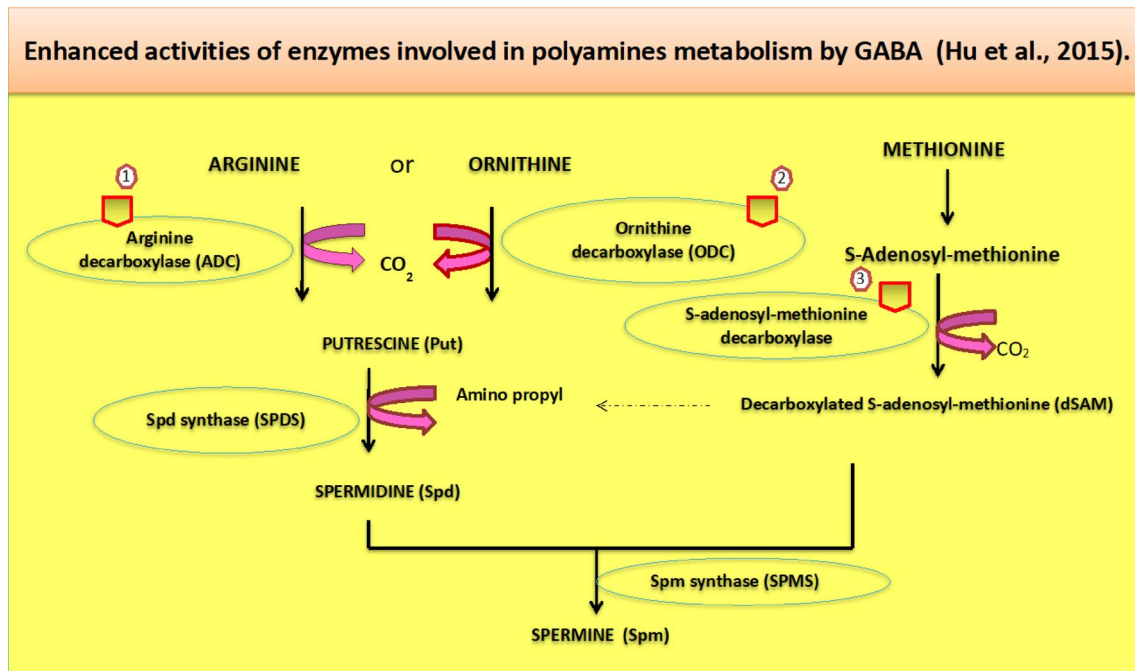 Enhanced activities of enzymes involved in polyamines metabolism by GABA (Hu et al., 2015).
ARGININE
or
ORNITHINE
METHIONINE
1
2
Arginine
decarboxylase (ADC)
CO2
Ornithine
decarboxylase (ODC)
S-Adenosyl-methionine
3
S-adenosyl-methionine
decarboxylase
CO2
PUTRESCINE (Put)
Spd synthase (SPDS)
Amino propyl
Decarboxylated S-adenosyl-methionine (dSAM)
SPERMIDINE (Spd)
Spm synthase (SPMS)
SPERMINE (Spm)